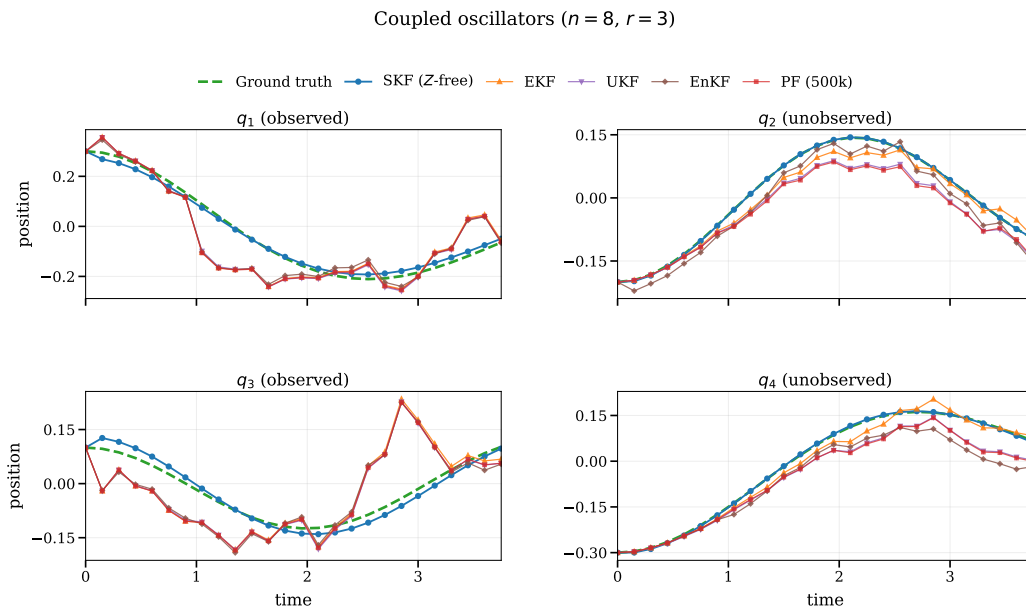 Coupled oscillators (n = 8, r = 3)
Ground truth SKF (Z-free) EKF UKF EnKF PF (500k)
q₁ (observed)
position
0.2
0.0
−0.2
q₂ (unobserved)
0.15
0.00
−0.15
q₃ (observed)
position
0.15
0.00
−0.15
0 1 2 3
time
q₄ (unobserved)
0.15
0.00
−0.15
−0.30
0 1 2 3
time